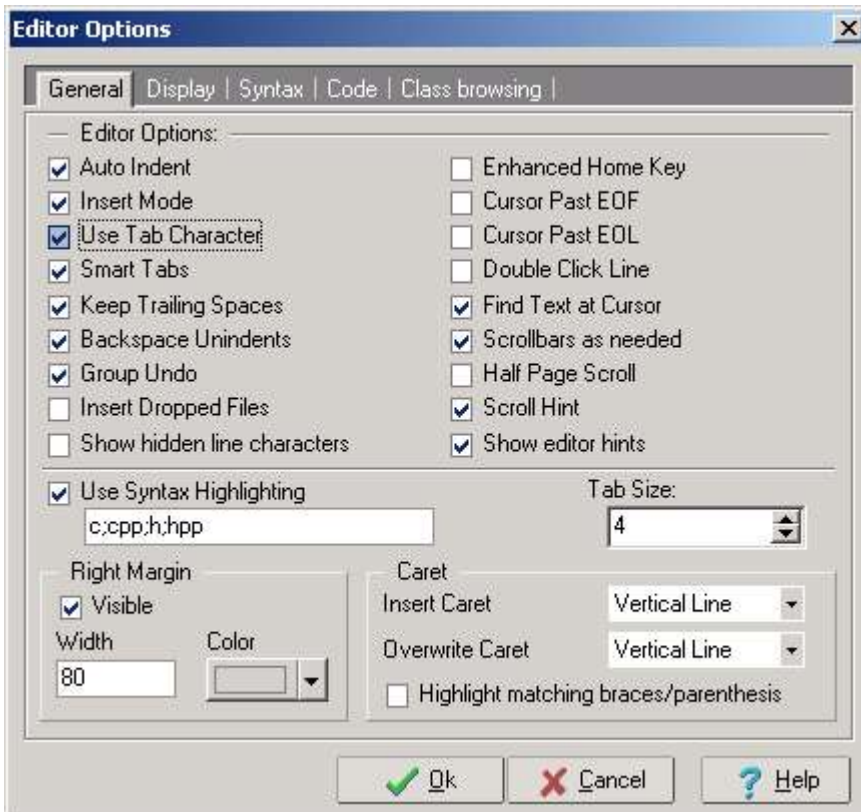 Editor Options
General | Display | Syntax | Code | Class browsing |
Editor Options:
Auto Indent
Enhanced Home Key
Insert Mode
Cursor Past EOF
Use Tab Character
Cursor Past EOL
Smart Tabs
Double Click Line
Keep Trailing Spaces
Find Text at Cursor
Backspace Unindents
Scrollbars as needed
Group Undo
Half Page Scroll
Insert Dropped Files
Scroll Hint
Show hidden line characters
Show editor hints
Use Syntax Highlighting
Tab Size:
c;cpp;h;hpp
4
Right Margin
Caret
Visible
Insert Caret
Vertical Line
Width
Color
Overwrite Caret
Vertical Line
80
Highlight matching braces/parenthesis
Ok
Cancel
Help